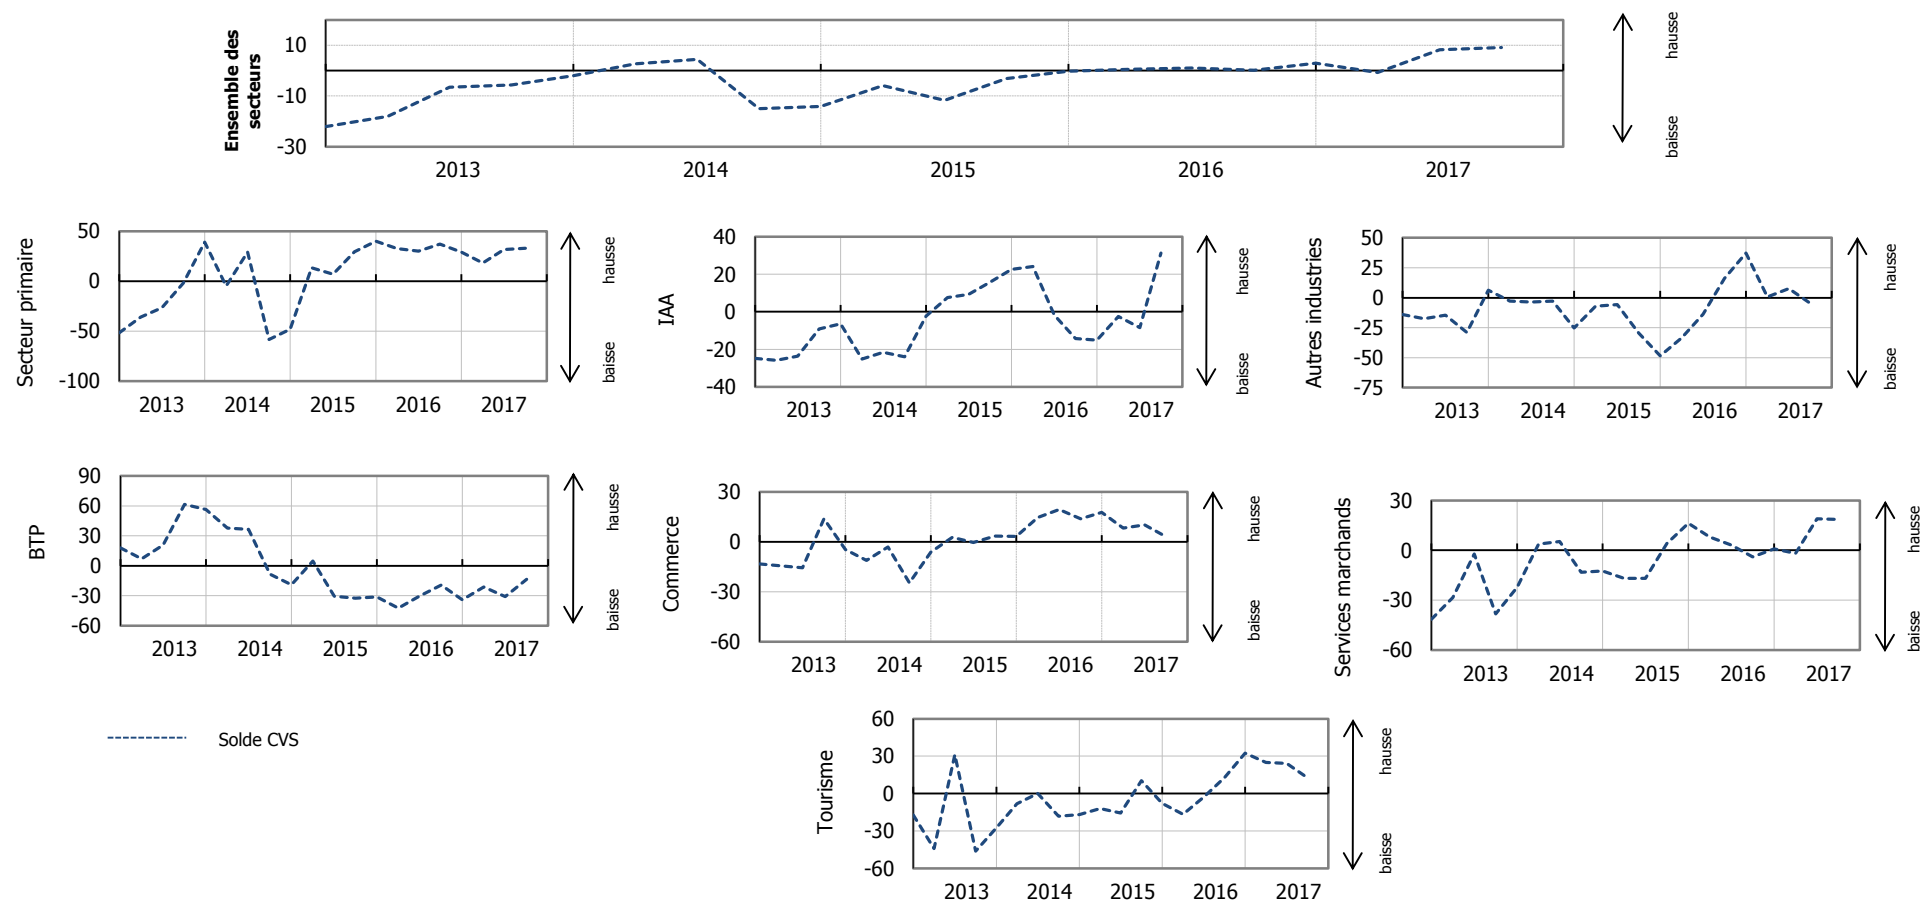 Ensemble des
secteurs
10
-10
-30
2013 2014 2015 2016 2017
hausse
baisse
Secteur primaire
50
0
-50
-100
2013 2014 2015 2016 2017
hausse
baisse
IAA
40
20
0
-20
-40
2013 2014 2015 2016 2017
hausse
baisse
Autres industries
50
25
0
-25
-50
-75
2013 2014 2015 2016 2017
hausse
baisse
BTP
90
60
30
0
-30
-60
2013 2014 2015 2016 2017
hausse
baisse
Commerce
30
0
-30
-60
2013 2014 2015 2016 2017
hausse
baisse
Services marchands
30
0
-30
-60
2013 2014 2015 2016 2017
hausse
baisse
Solde CVS
Tourisme
60
30
0
-30
-60
2013 2014 2015 2016 2017
hausse
baisse